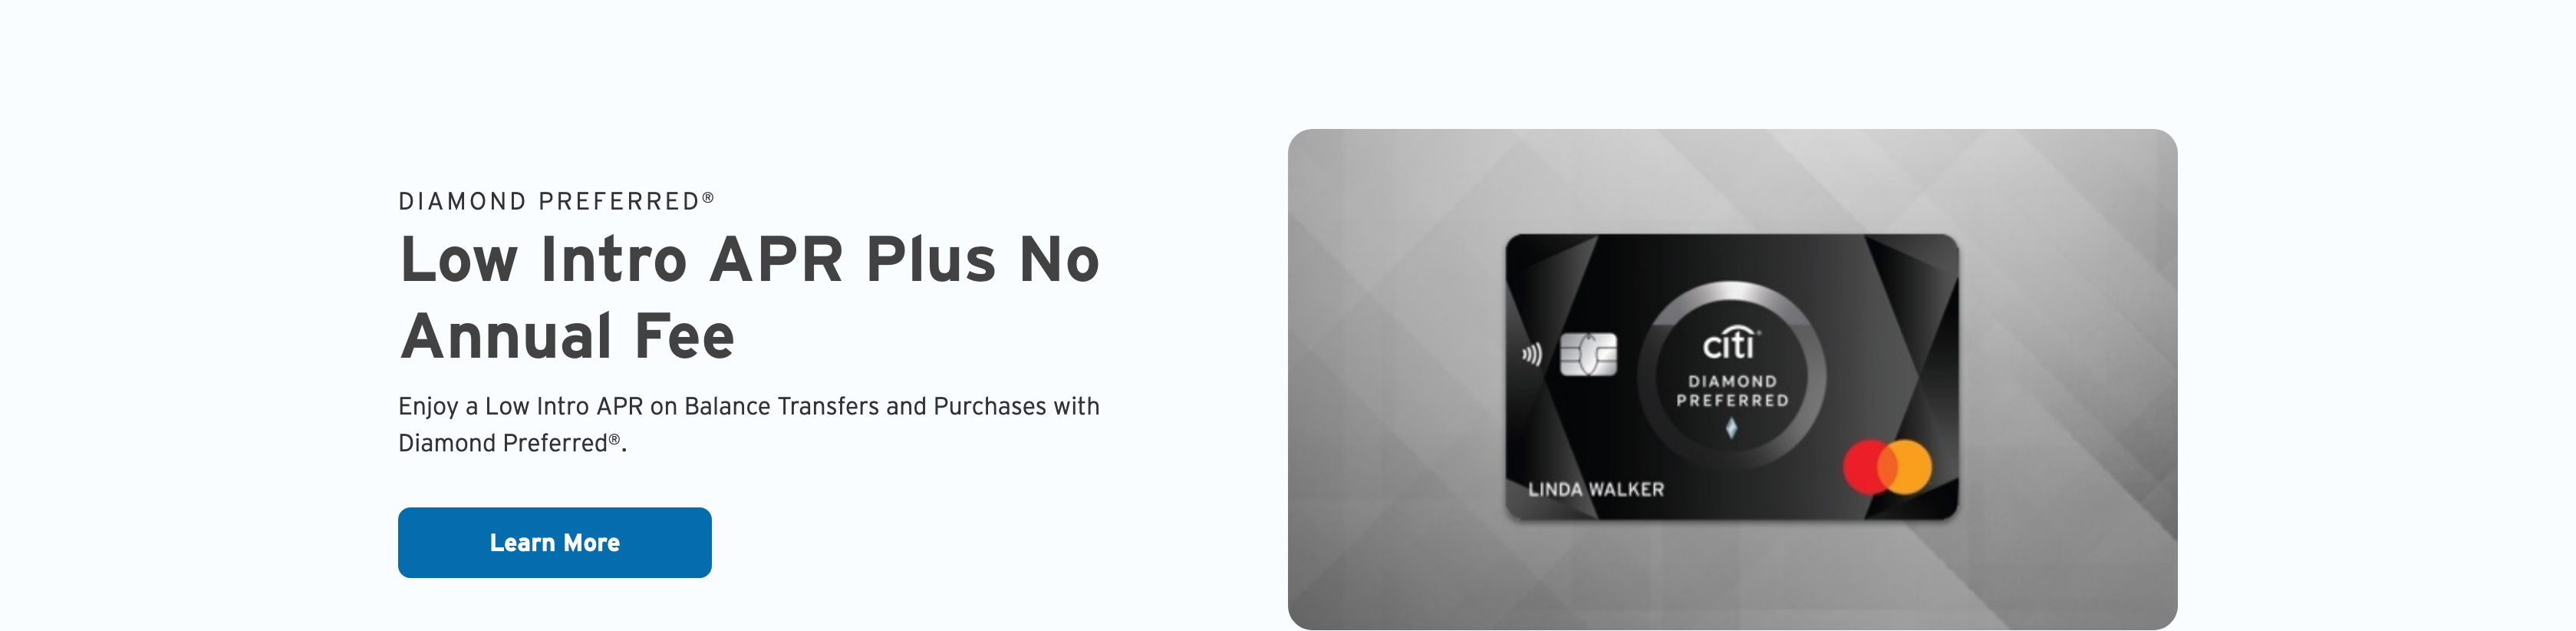 DIAMOND PREFERRED®
Low Intro APR Plus No
Annual Fee
Enjoy a Low Intro APR on Balance Transfers and Purchases with
Diamond Preferred®.
Learn More
citi®
DIAMOND
PREFERRED
LINDA WALKER